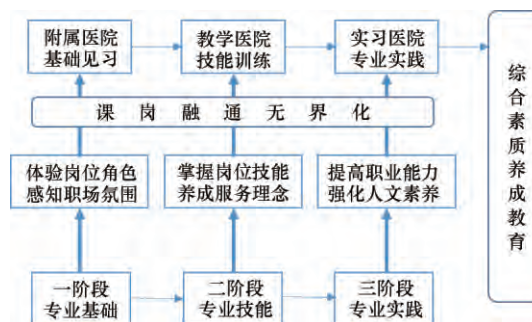 附属医院
基础见习
教学医院
技能训练
实习医院
专业实践
课岗融通无界化
体验岗位角色
感知职场氛围
掌握岗位技能
养成服务理念
提高职业能力
强化人文素养
一阶段
专业基础
二阶段
专业技能
三阶段
专业实践
综合素质养成教育